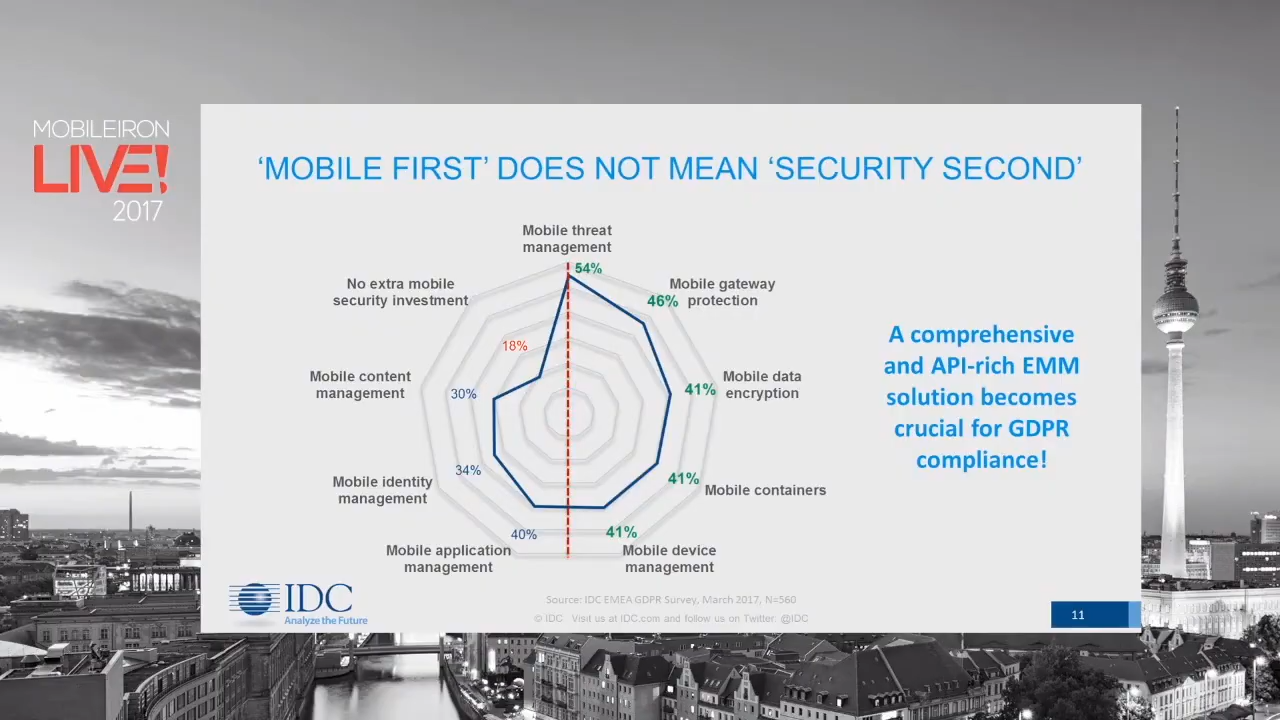 MOBILEIRON
LIVE!
2017
‘MOBILE FIRST’ DOES NOT MEAN ‘SECURITY SECOND’
Mobile threat
management
54%
Mobile gateway
protection
46%
Mobile data
encryption
41%
Mobile containers
41%
Mobile device
management
41%
Mobile application
management
40%
Mobile identity
management
34%
Mobile content
management
30%
No extra mobile
security investment
18%
A comprehensive
and API-rich EMM
solution becomes
crucial for GDPR
compliance!
IDC
Analyze the Future
Source: IDC EMEA GDPR Survey, March 2017, N=560
© IDC Visit us at IDC.com and follow us on Twitter: @IDC
11